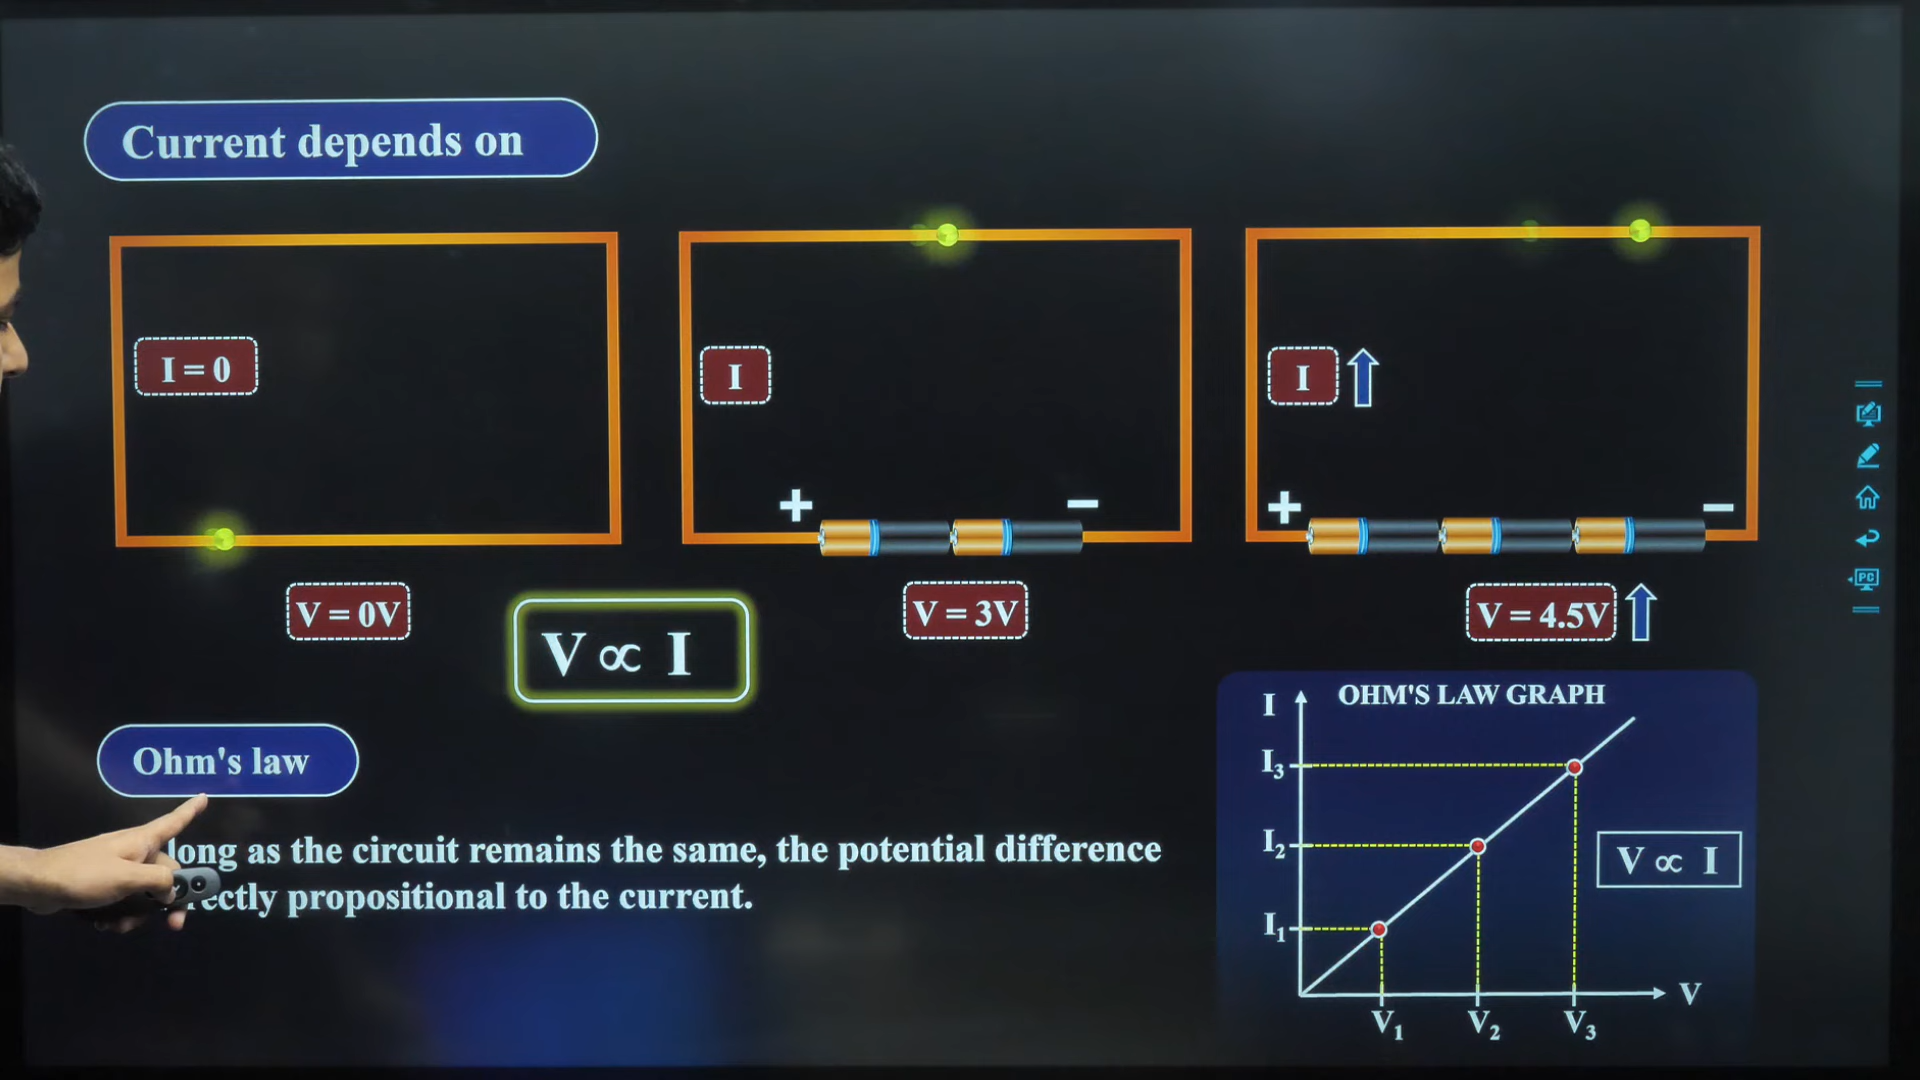 Current depends on
I = 0
I
I
+
−
+
−
V = 0V
V = 3V
V = 4.5V
V ∝ I
Ohm's law
long as the circuit remains the same, the potential difference
propositional to the current.
OHM'S LAW GRAPH
I
I₃
I₂
I₁
V ∝ I
V
V₁
V₂
V₃
PC